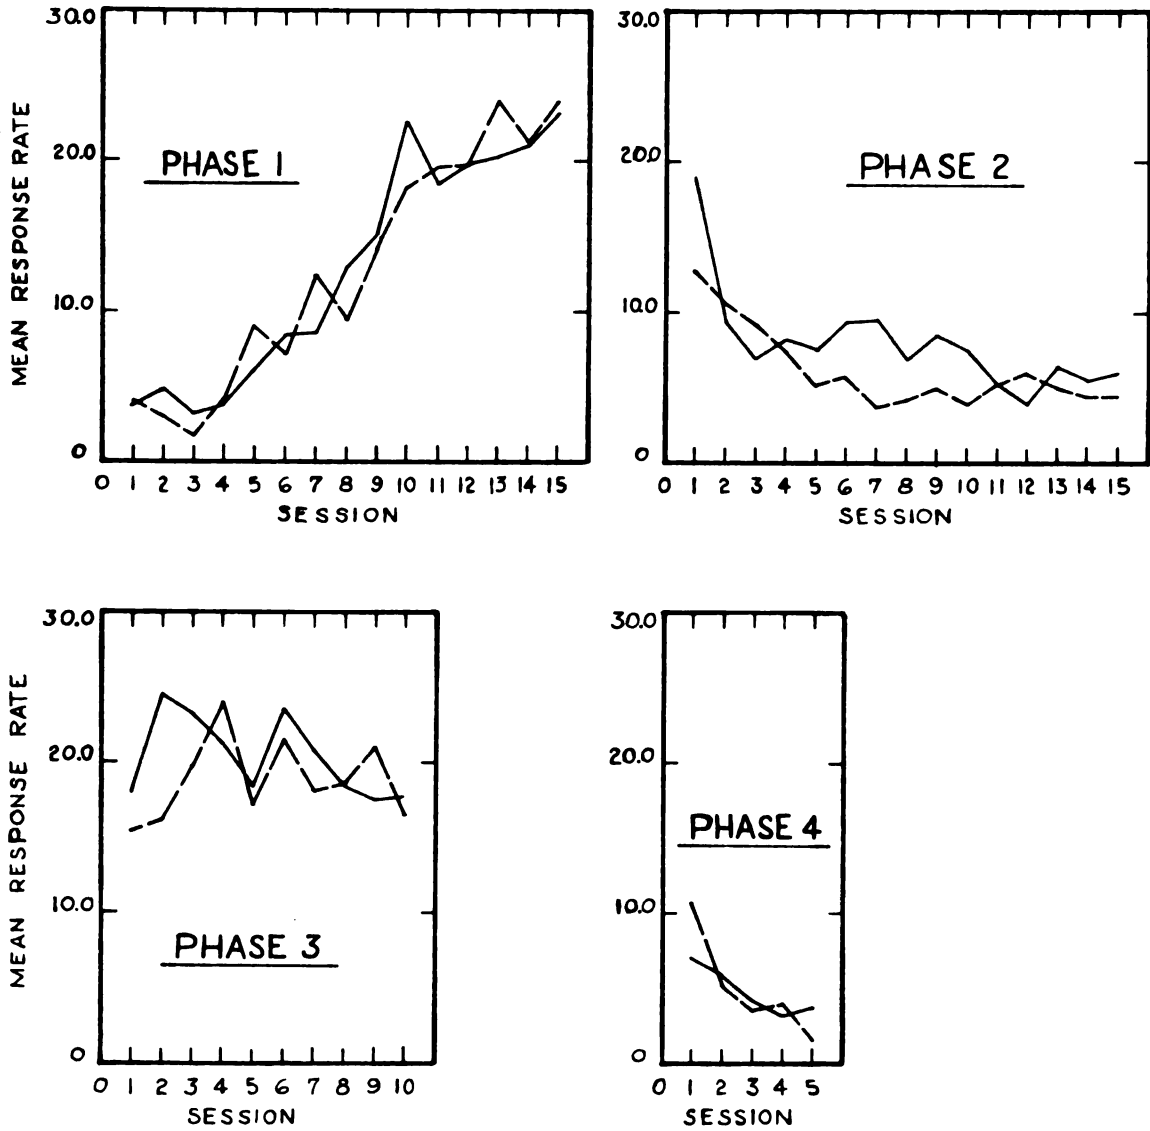 PHASE 1
MEAN RESPONSE RATE
30.0
20.0
10.0
0
0 1 2 3 4 5 6 7 8 9 10 11 12 13 14 15
SESSION
PHASE 2
30.0
20.0
10.0
0
0 1 2 3 4 5 6 7 8 9 10 11 12 13 14 15
SESSION
PHASE 3
MEAN RESPONSE RATE
30.0
20.0
10.0
0
0 1 2 3 4 5 6 7 8 9 10
SESSION
PHASE 4
30.0
20.0
10.0
0
0 1 2 3 4 5
SESSION